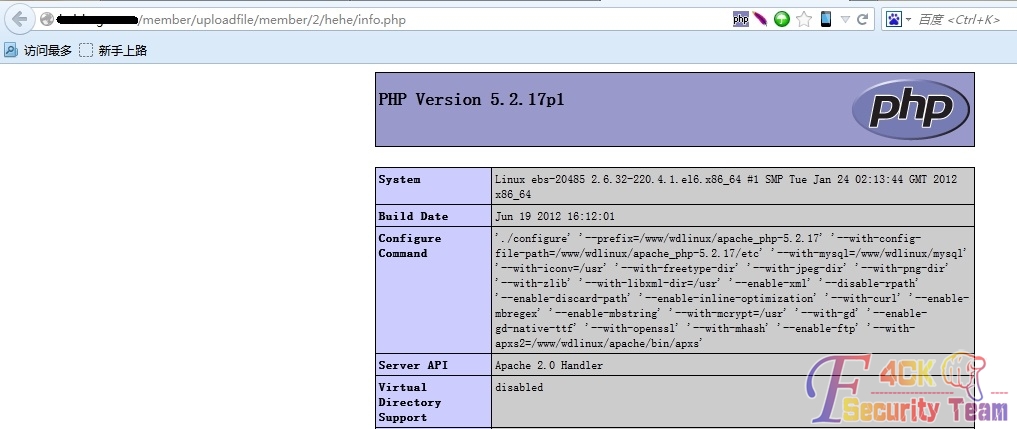 /member/uploadfile/member/2/hehe/info.php
php
百度 <Ctrl+K>
访问最多 新手上路
PHP Version 5.2.17p1
php
System Linux ebs-20485 2.6.32-220.4.1.el6.x86_64 #1 SMP Tue Jan 24 02:13:44 GMT 2012
x86_64
Build Date Jun 19 2012 16:12:01
Configure './configure' '--prefix=/www/wdlinux/apache_php-5.2.17' '--with-config-
Command file-path=/www/wdlinux/apache_php-5.2.17/etc' '--with-mysql=/www/wdlinux/mysql'
'--with-iconv=/usr' '--with-freetype-dir' '--with-jpeg-dir' '--with-png-dir'
'--with-zlib' '--with-libxml-dir=/usr' '--enable-xml' '--disable-rpath'
'--enable-discard-path' '--enable-inline-optimization' '--with-curl' '--enable-
mbregex' '--enable-mbstring' '--with-mcrypt=/usr' '--with-gd' '--enable-
gd-native-ttf' '--with-openssl' '--with-mhash' '--enable-ftp' '--with-
apxs2=/www/wdlinux/apache/bin/apxs'
Server API Apache 2.0 Handler
Virtual disabled
Directory
Support
F4CK
Security Team